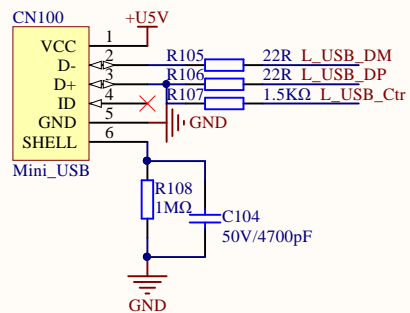 CN100
+U5V
VCC 1
D- 2 R105 22R L_USB_DM
D+ 3 R106 22R L_USB_DP
ID 4 R107 1.5KΩ L_USB_Ctr
GND 5 GND
SHELL 6
Mini_USB
R108
1MΩ
C104
50V/4700pF
GND